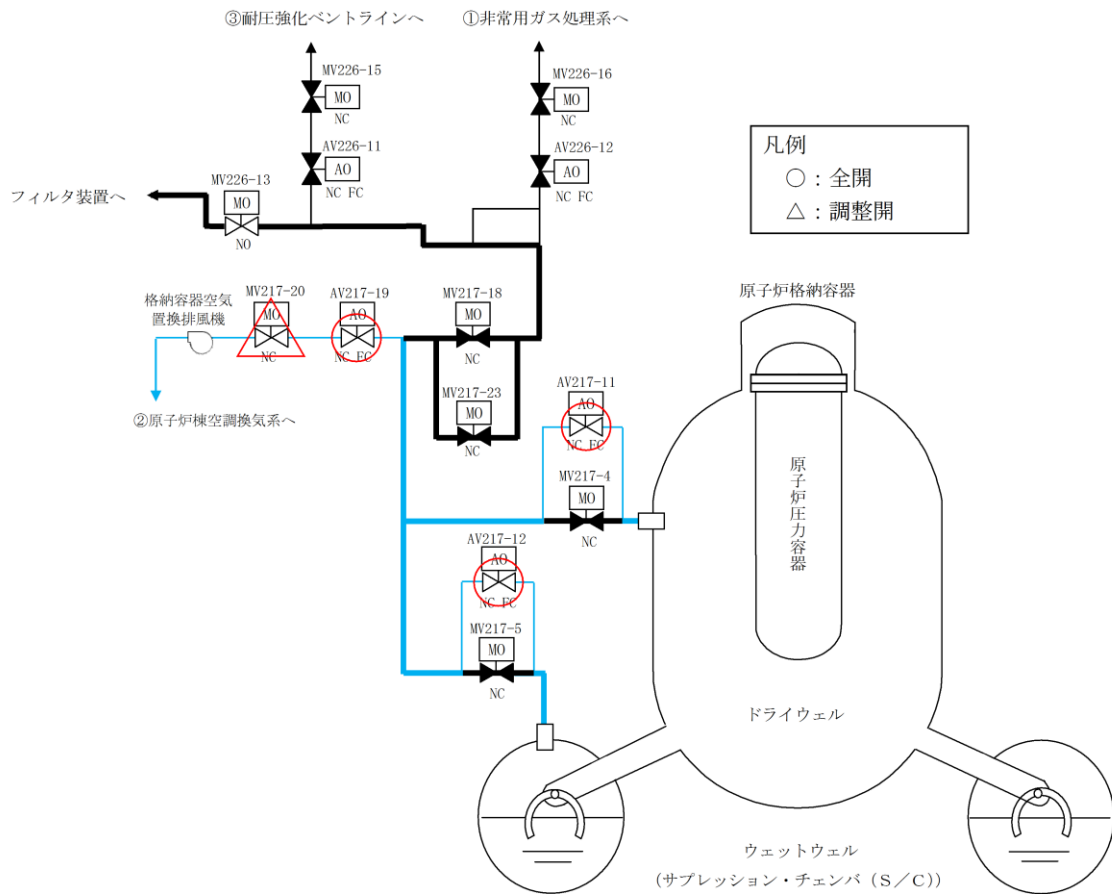 ③耐圧強化ベントラインへ
①非常用ガス処理系へ
MV226-15
MO
NC
MV226-16
MO
NC
AV226-11
AO
NC FC
AV226-12
AO
NC FC
凡例
○：全開
△：調整開
フィルタ装置へ
MV226-13
MO
NO
格納容器空気
置換排風機
MV217-20
MO
NC
AV217-19
AO
NC FC
MV217-18
MO
NC
原子炉格納容器
②原子炉棟空調換気系へ
MV217-23
MO
NC
AV217-11
AO
NC FC
MV217-4
MO
NC
原子炉圧力容器
AV217-12
AO
NC FC
MV217-5
MO
NC
ドライウェル
ウェットウェル
(サプレッション・チェンバ（S／C）)